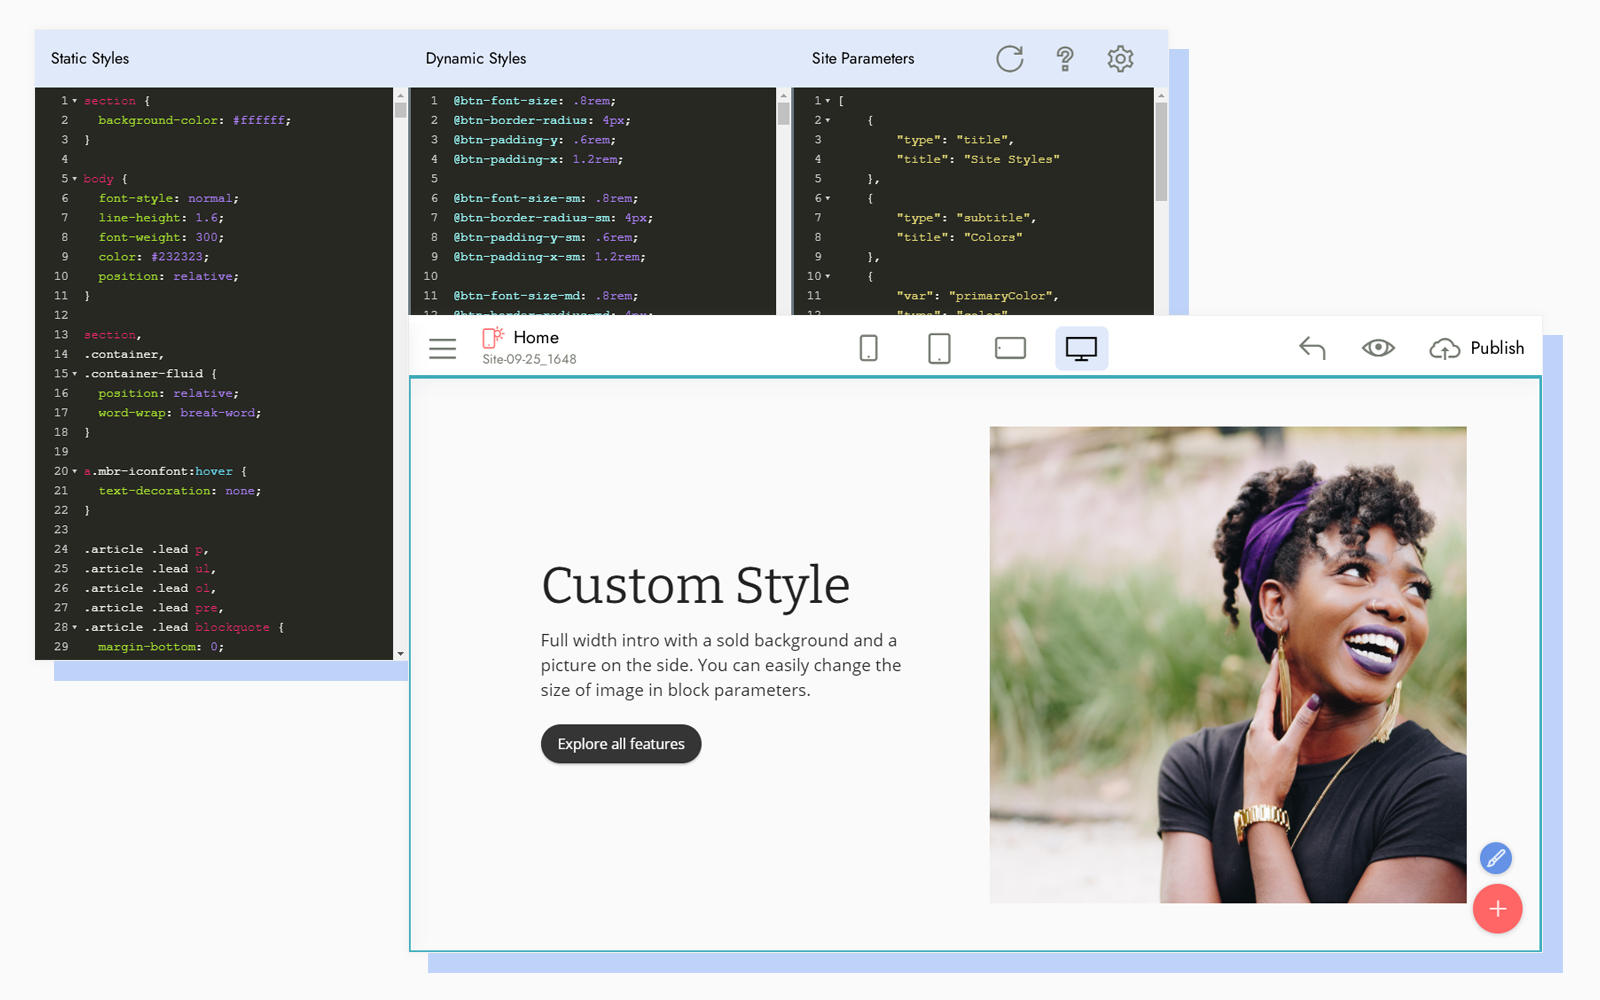 Static Styles
1 section {
2 background-color: #ffffff;
3 }
4
5 body {
6 font-style: normal;
7 line-height: 1.6;
8 font-weight: 300;
9 color: #232323;
10 position: relative;
11 }
12
13 section,
14 .container,
15 .container-fluid {
16 position: relative;
17 word-wrap: break-word;
18 }
19
20 a.mbr-iconfont:hover {
21 text-decoration: none;
22 }
23
24 .article .lead p,
25 .article .lead ul,
26 .article .lead ol,
27 .article .lead pre,
28 .article .lead blockquote {
29 margin-bottom: 0;
Dynamic Styles
1 @btn-font-size: .8rem;
2 @btn-border-radius: 4px;
3 @btn-padding-y: .6rem;
4 @btn-padding-x: 1.2rem;
5
6 @btn-font-size-sm: .8rem;
7 @btn-border-radius-sm: 4px;
8 @btn-padding-y-sm: .6rem;
9 @btn-padding-x-sm: 1.2rem;
10
11 @btn-font-size-md: .8rem;
12 @btn-border-radius-md: 4px;
Site Parameters
1 [
2 {
3 "type": "title",
4 "title": "Site Styles"
5 },
6 {
7 "type": "subtitle",
8 "title": "Colors"
9 },
10 {
11 "var": "primaryColor",
12 "type": "color",
Home
Site-09-25_1648
Publish
Custom Style
Full width intro with a sold background and a
picture on the side. You can easily change the
size of image in block parameters.
Explore all features